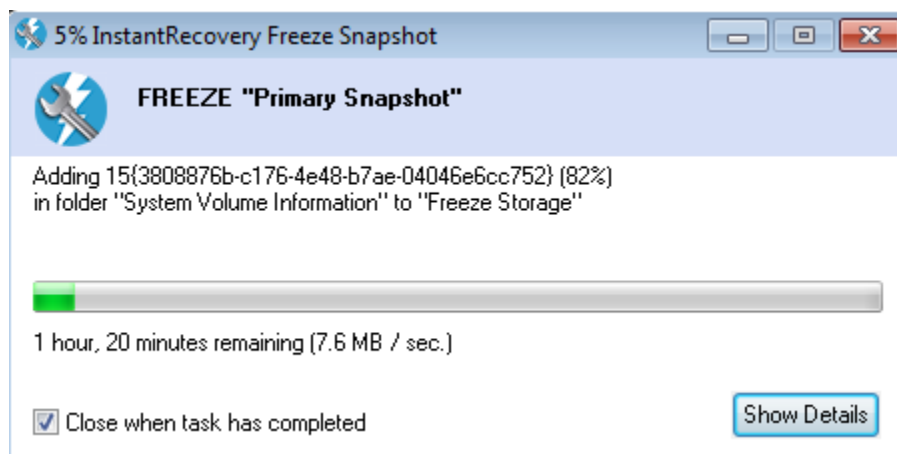 5% InstantRecovery Freeze Snapshot
FREEZE "Primary Snapshot"
Adding 15{3808876b-c176-4e48-b7ae-04046e6cc752} (82%)
in folder "System Volume Information" to "Freeze Storage"
1 hour, 20 minutes remaining (7.6 MB / sec.)
Close when task has completed
Show Details